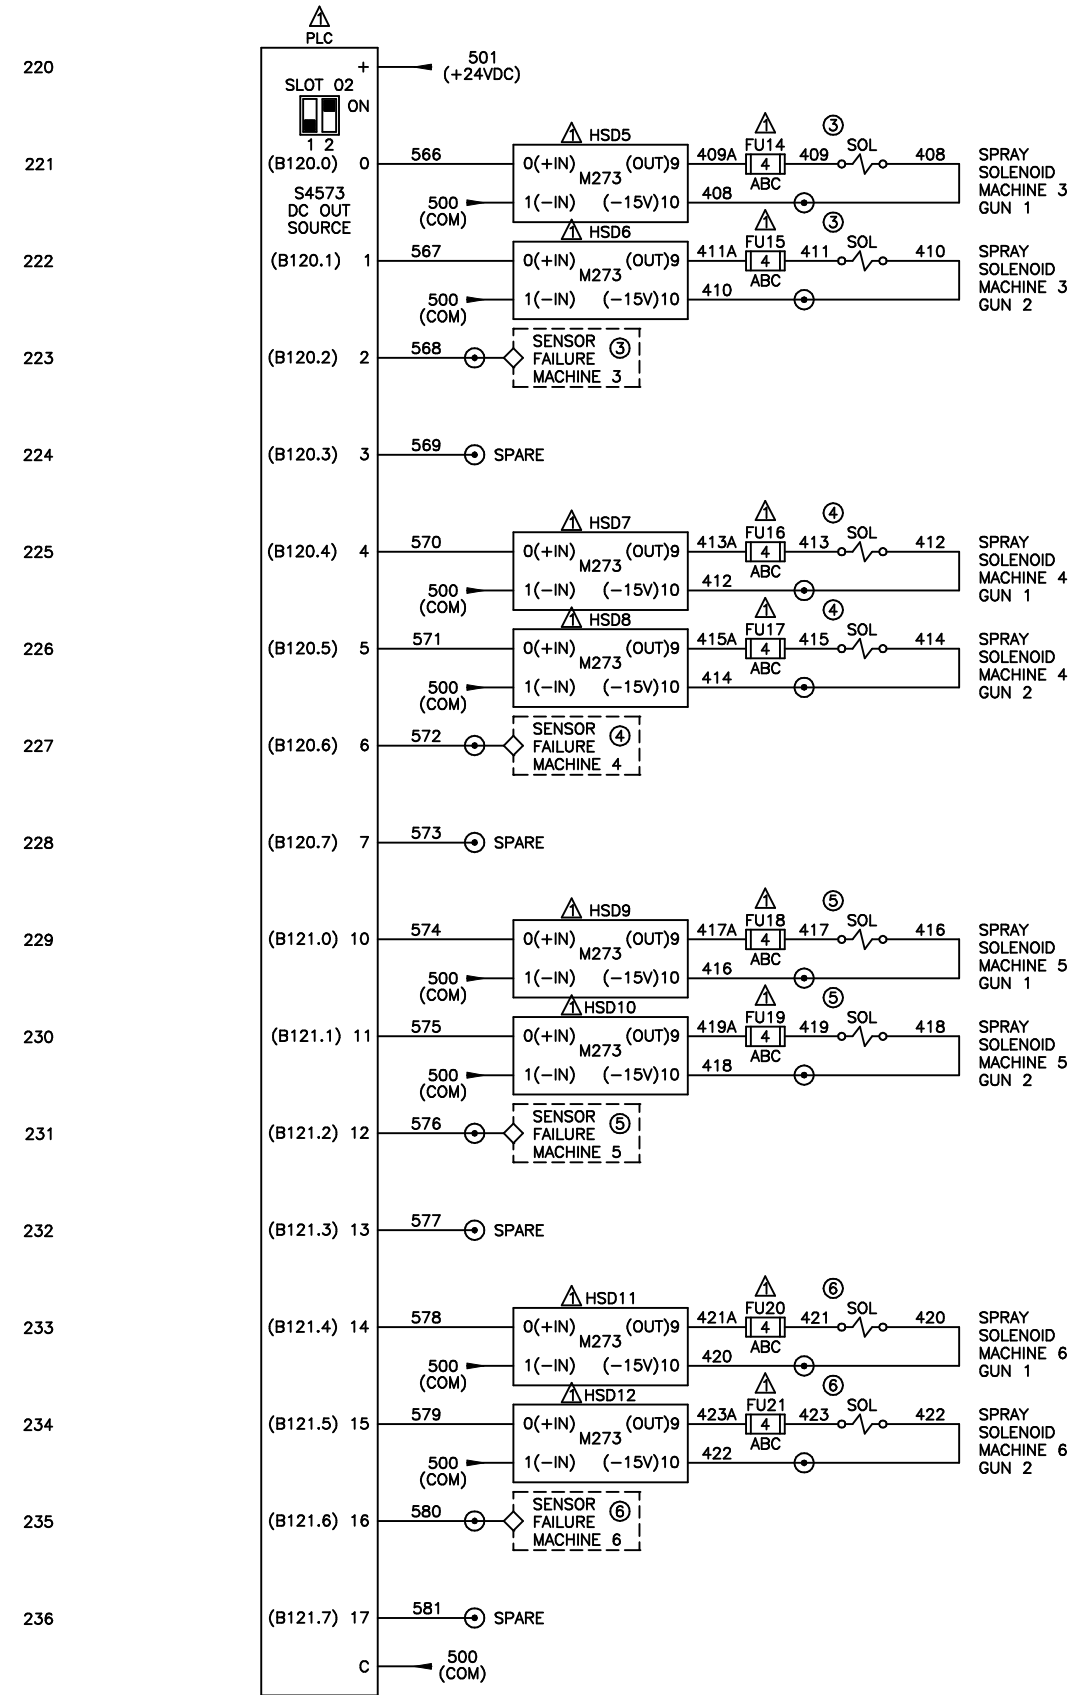 1
PLC
220
+
501
(+24VDC)
SLOT 02
ON
1 2
1 HSD5
1
FU14
3
SOL
221
(B120.0) 0
566
0(+IN) (OUT)9
409A
4
409
408
SPRAY
SOLENOID
MACHINE 3
GUN 1
M273
ABC
S4573
DC OUT
SOURCE
500
(COM)
1(-IN) (-15V)10
408
1 HSD6
1
FU15
3
SOL
222
(B120.1) 1
567
0(+IN) (OUT)9
411A
4
411
410
SPRAY
SOLENOID
MACHINE 3
GUN 2
M273
ABC
500
(COM)
1(-IN) (-15V)10
410
223
(B120.2) 2
568
SENSOR
FAILURE
MACHINE 3
3
224
(B120.3) 3
569
SPARE
1 HSD7
1
FU16
4
SOL
225
(B120.4) 4
570
0(+IN) (OUT)9
413A
4
413
412
SPRAY
SOLENOID
MACHINE 4
GUN 1
M273
ABC
500
(COM)
1(-IN) (-15V)10
412
1 HSD8
1
FU17
4
SOL
226
(B120.5) 5
571
0(+IN) (OUT)9
415A
4
415
414
SPRAY
SOLENOID
MACHINE 4
GUN 2
M273
ABC
500
(COM)
1(-IN) (-15V)10
414
227
(B120.6) 6
572
SENSOR
FAILURE
MACHINE 4
4
228
(B120.7) 7
573
SPARE
1 HSD9
1
FU18
5
SOL
229
(B121.0) 10
574
0(+IN) (OUT)9
417A
4
417
416
SPRAY
SOLENOID
MACHINE 5
GUN 1
M273
ABC
500
(COM)
1(-IN) (-15V)10
416
1 HSD10
1
FU19
5
SOL
230
(B121.1) 11
575
0(+IN) (OUT)9
419A
4
419
418
SPRAY
SOLENOID
MACHINE 5
GUN 2
M273
ABC
500
(COM)
1(-IN) (-15V)10
418
231
(B121.2) 12
576
SENSOR
FAILURE
MACHINE 5
5
232
(B121.3) 13
577
SPARE
1 HSD11
1
FU20
6
SOL
233
(B121.4) 14
578
0(+IN) (OUT)9
421A
4
421
420
SPRAY
SOLENOID
MACHINE 6
GUN 1
M273
ABC
500
(COM)
1(-IN) (-15V)10
420
1 HSD12
1
FU21
6
SOL
234
(B121.5) 15
579
0(+IN) (OUT)9
423A
4
423
422
SPRAY
SOLENOID
MACHINE 6
GUN 2
M273
ABC
500
(COM)
1(-IN) (-15V)10
422
235
(B121.6) 16
580
SENSOR
FAILURE
MACHINE 6
6
236
(B121.7) 17
581
SPARE
C
500
(COM)